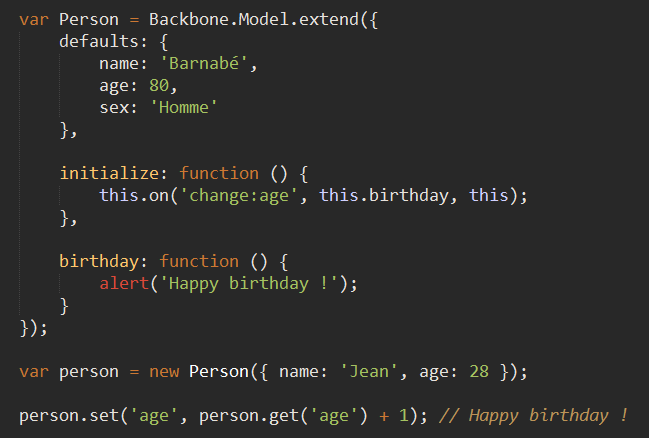 var Person = Backbone.Model.extend({
    defaults: {
        name: 'Barnabé',
        age: 80,
        sex: 'Homme'
    },

    initialize: function () {
        this.on('change:age', this.birthday, this);
    },

    birthday: function () {
        alert('Happy birthday !');
    }
});

var person = new Person({ name: 'Jean', age: 28 });

person.set('age', person.get('age') + 1); // Happy birthday !